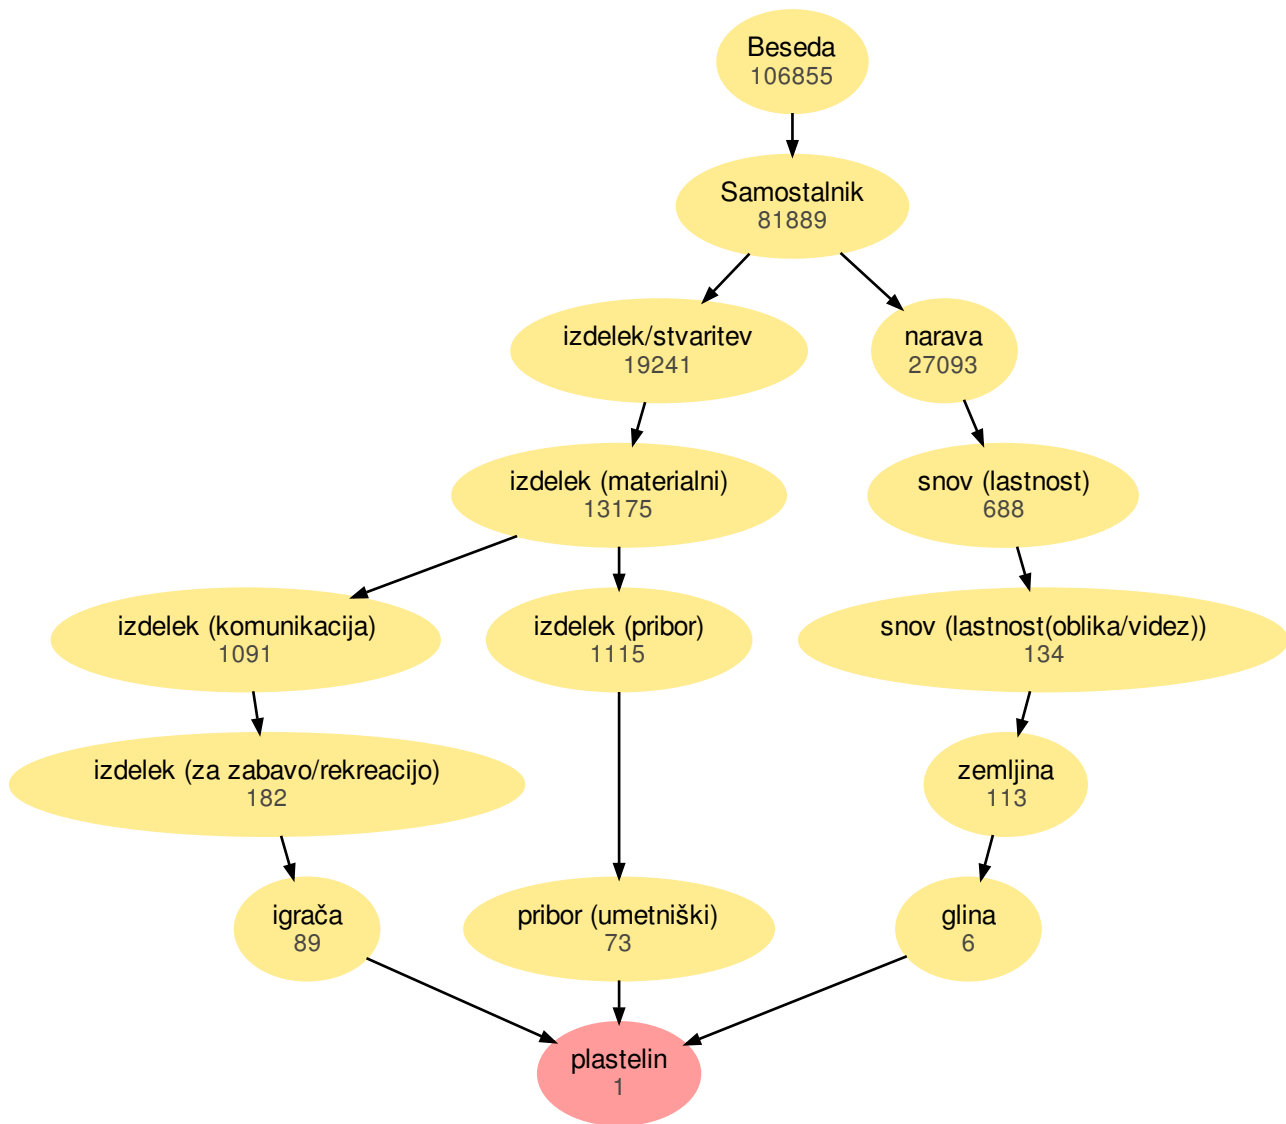 Beseda
106855
Samostalnik
81889
izdelek/stvaritev
19241
narava
27093
izdelek (materialni)
13175
snov (lastnost)
688
izdelek (komunikacija)
1091
izdelek (pribor)
1115
snov (lastnost(oblika/videz))
134
izdelek (za zabavo/rekreacijo)
182
zemljina
113
igrača
89
pribor (umetniški)
73
glina
6
plastelin
1